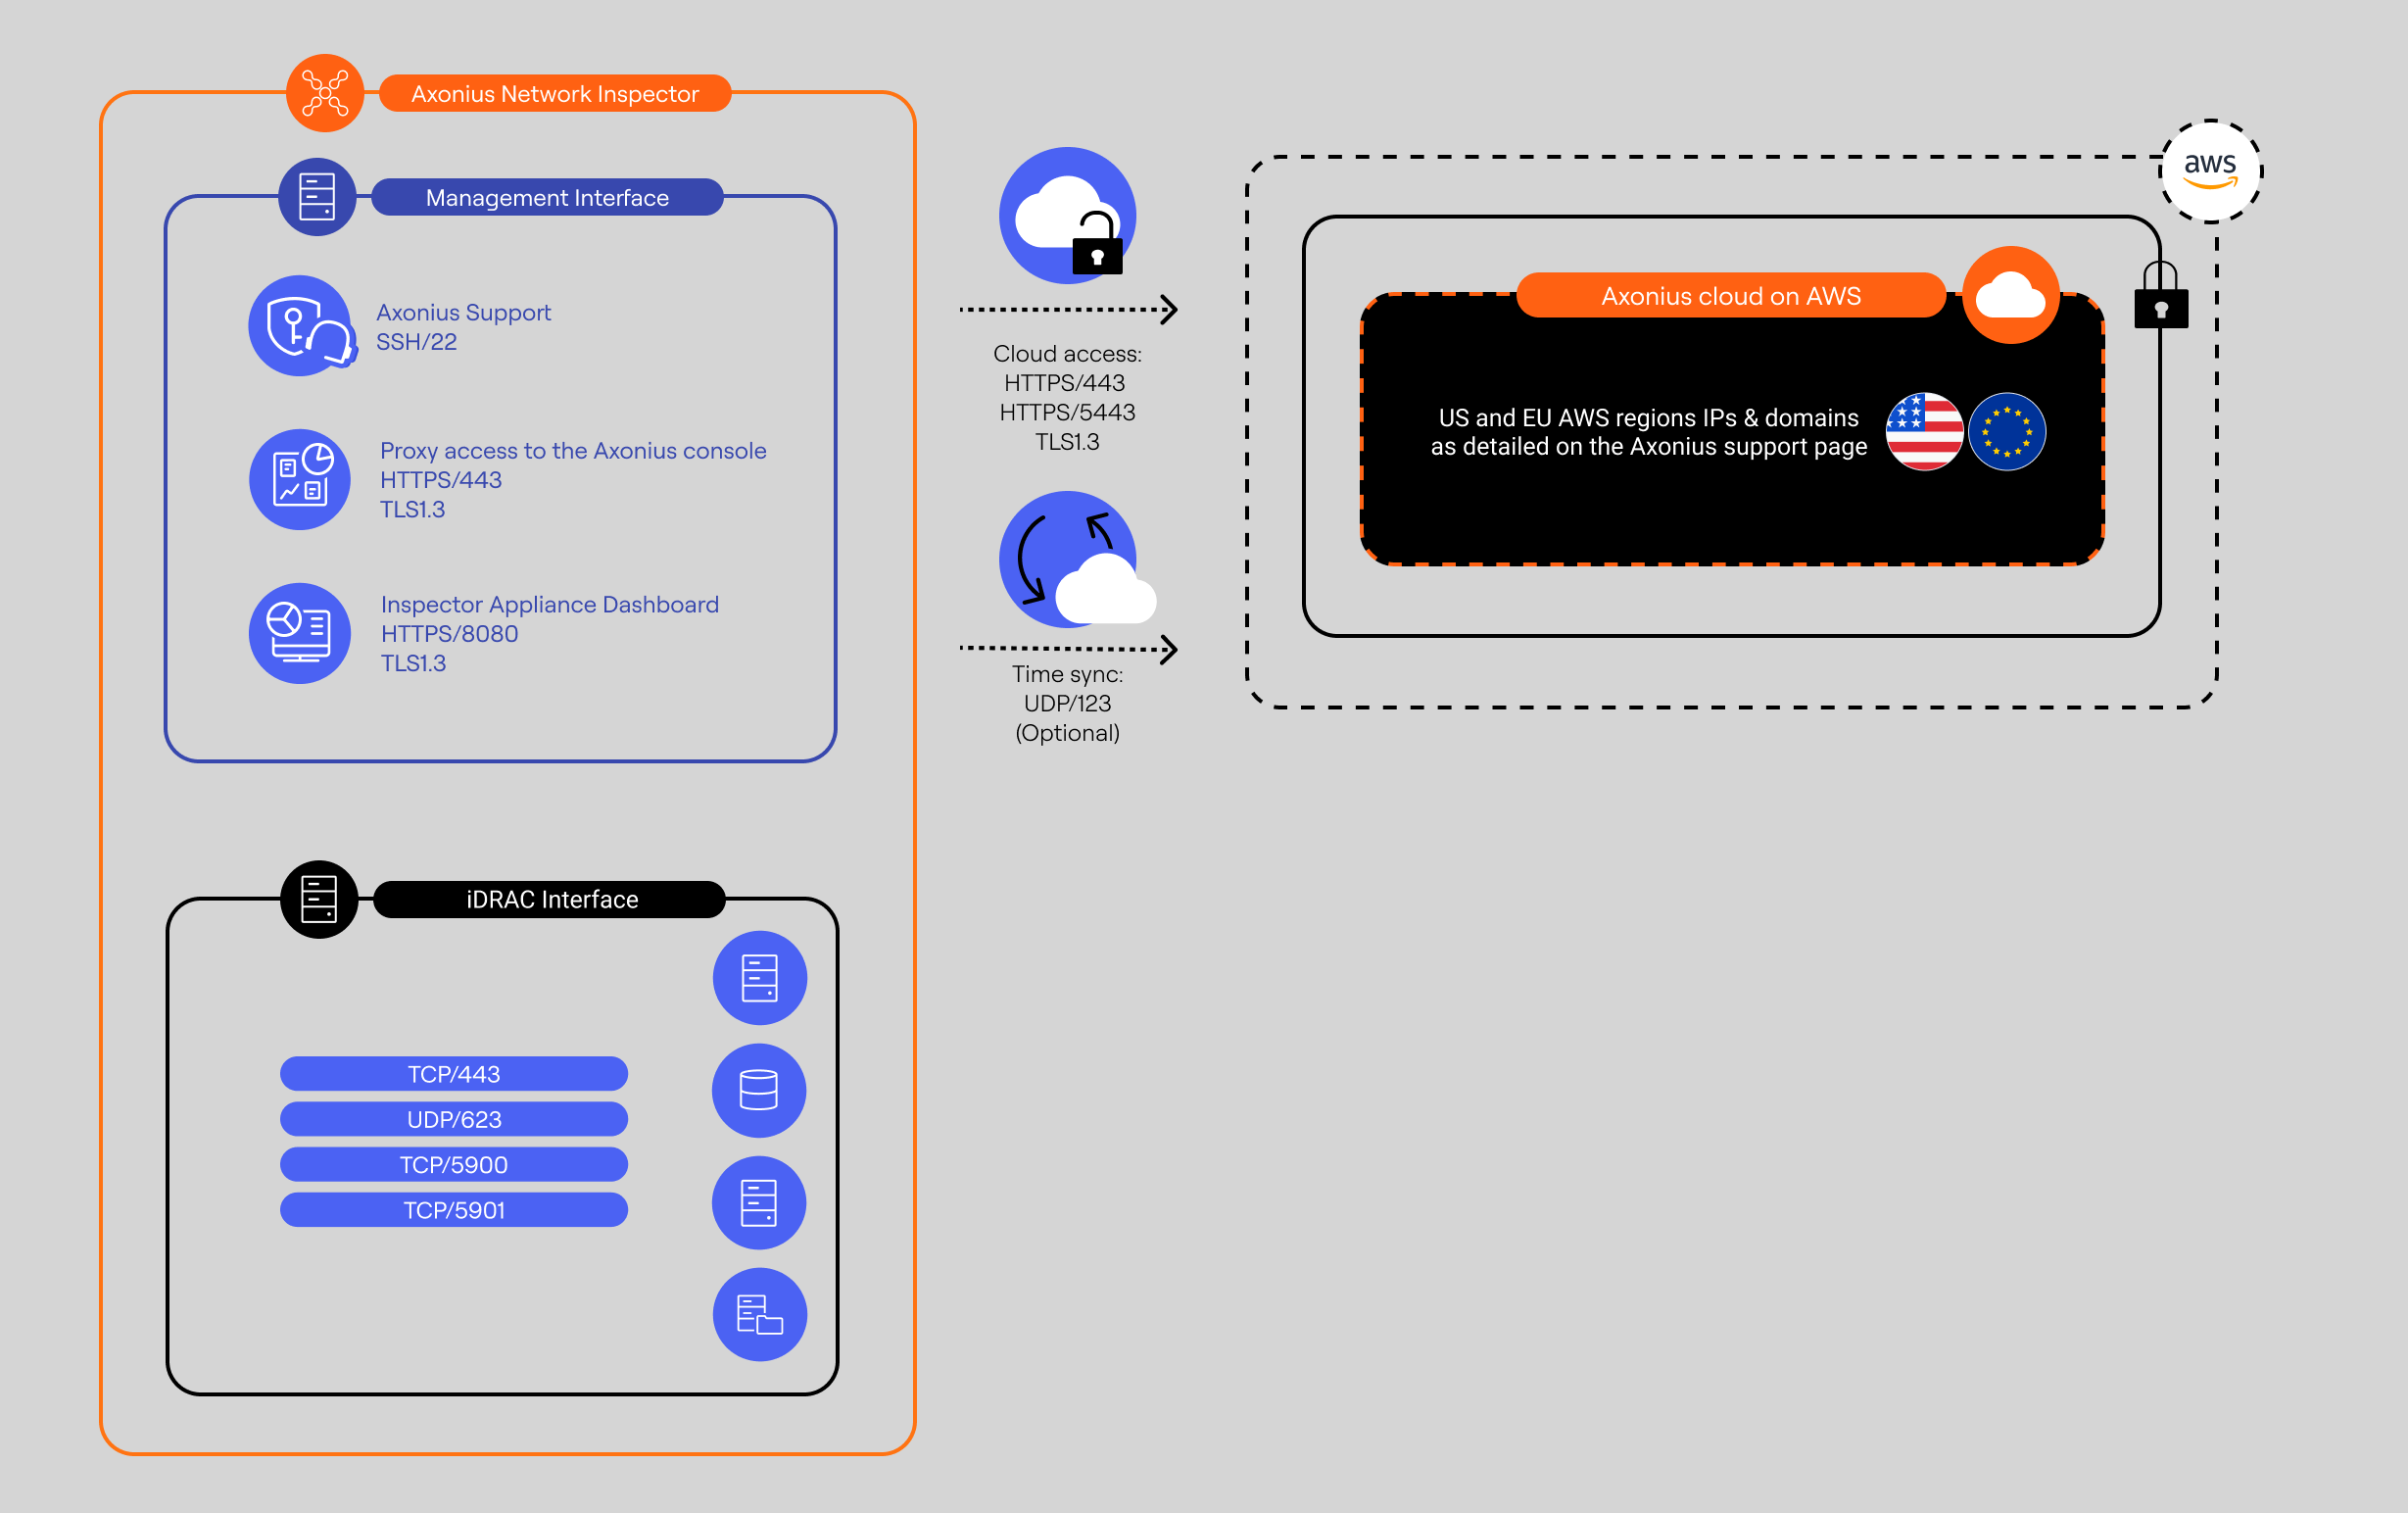 Axonius Network Inspector
Management Interface
Axonius Support
SSH/22
Proxy access to the Axonius console
HTTPS/443
TLS1.3
Inspector Appliance Dashboard
HTTPS/8080
TLS1.3
iDRAC Interface
TCP/443
UDP/623
TCP/5900
TCP/5901
Cloud access:
HTTPS/443
HTTPS/5443
TLS1.3
Time sync:
UDP/123
(Optional)
aws
Axonius cloud on AWS
US and EU AWS regions IPs & domains
as detailed on the Axonius support page